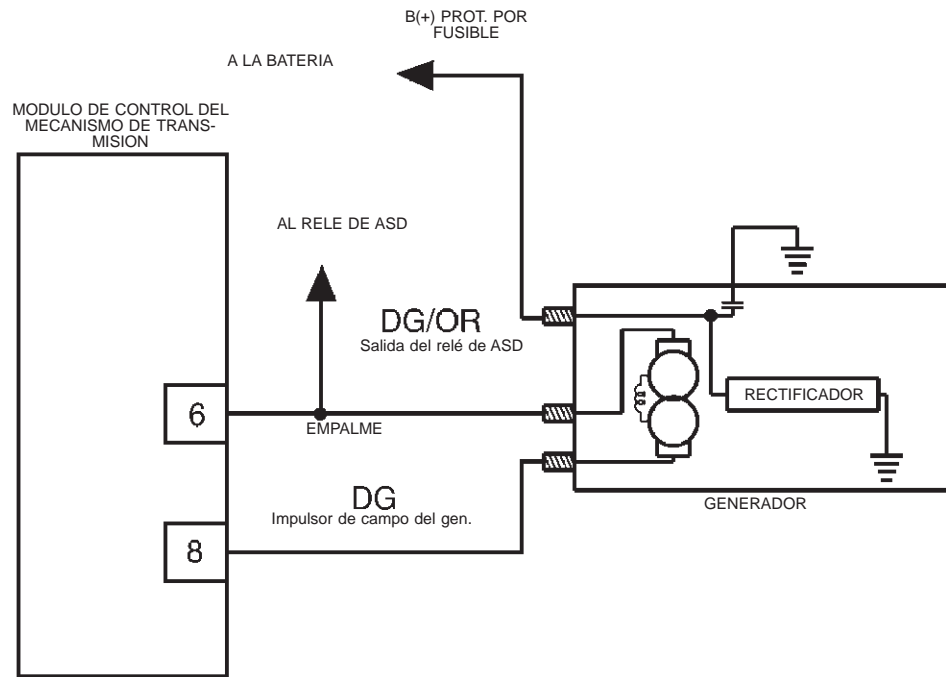 B(+) PROT. POR
FUSIBLE
A LA BATERIA
MODULO DE CONTROL DEL
MECANISMO DE TRANS-
MISION
AL RELE DE ASD
DG/OR
Salida del relé de ASD
RECTIFICADOR
6
EMPALME
DG
Impulsor de campo del gen.
GENERADOR
8